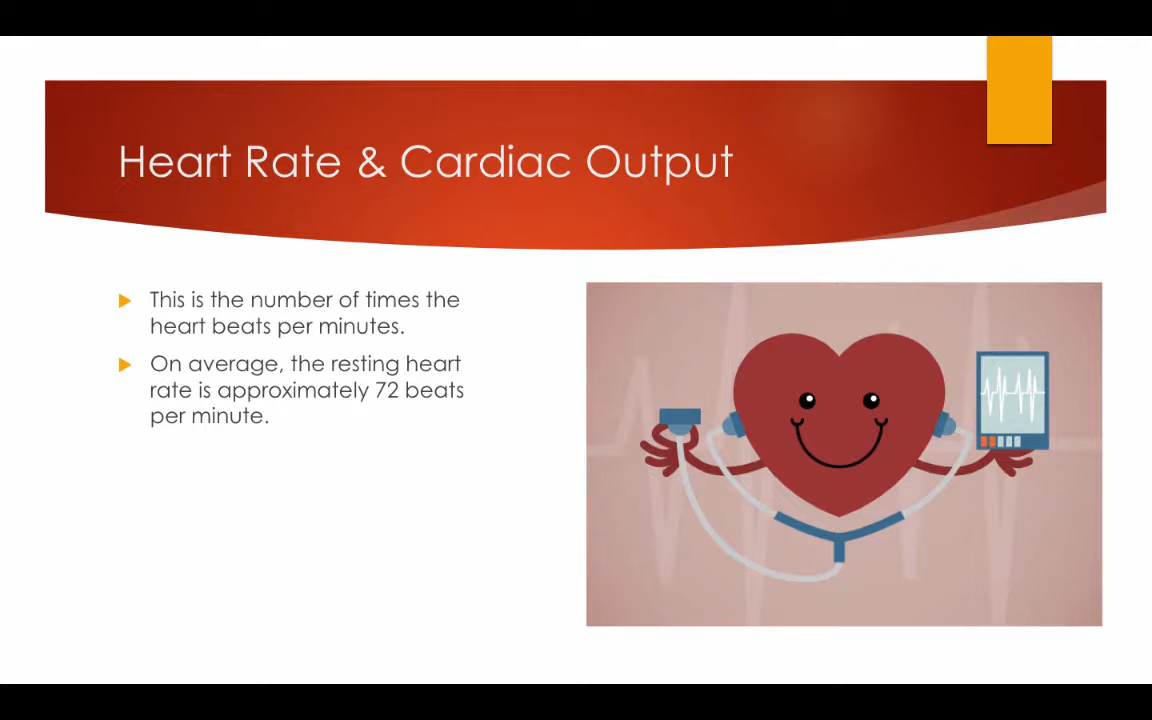 Heart Rate & Cardiac Output
This is the number of times the
heart beats per minutes.
On average, the resting heart
rate is approximately 72 beats
per minute.